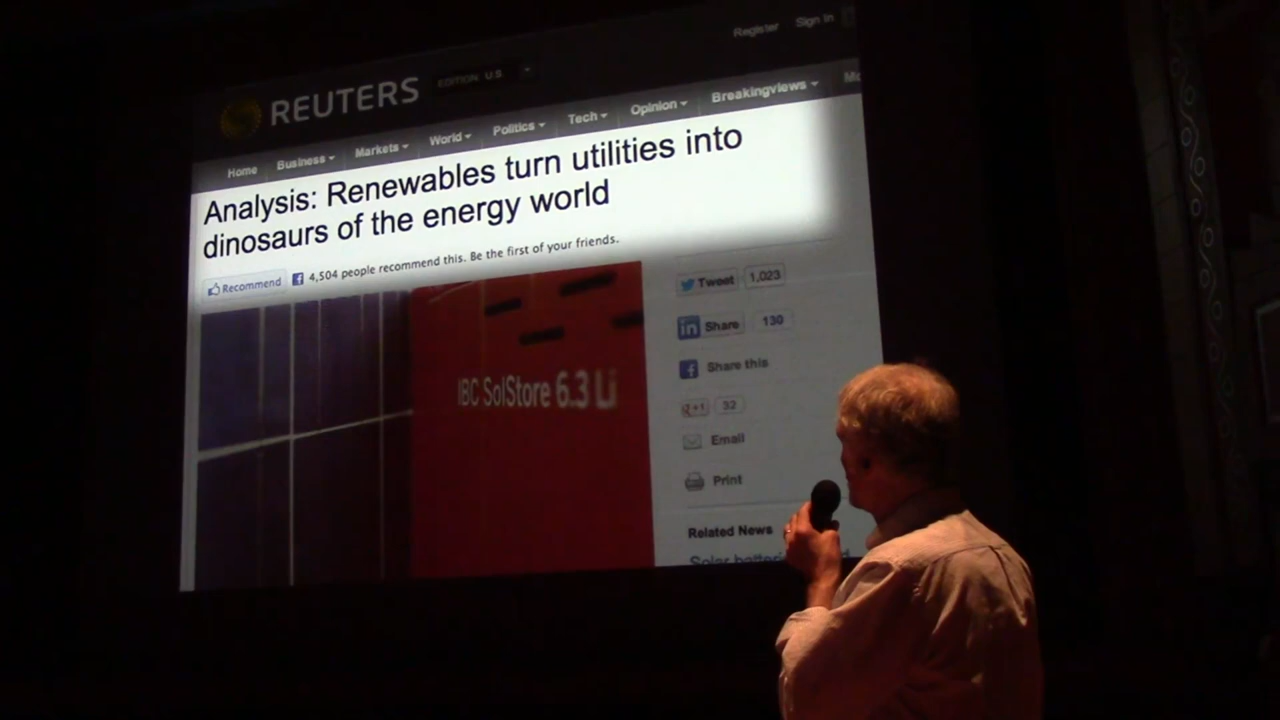 Register Sign In
REUTERS EDITION U.S
Home Business Markets World Politics Tech Opinion Breakingviews
Analysis: Renewables turn utilities into
dinosaurs of the energy world
Recommend 4,504 people recommend this. Be the first of your friends.
Tweet 1,023
IBC SolStore 6.3 Li
in Share 130
Share this
g+1 32
Email
Print
Related News
Solar